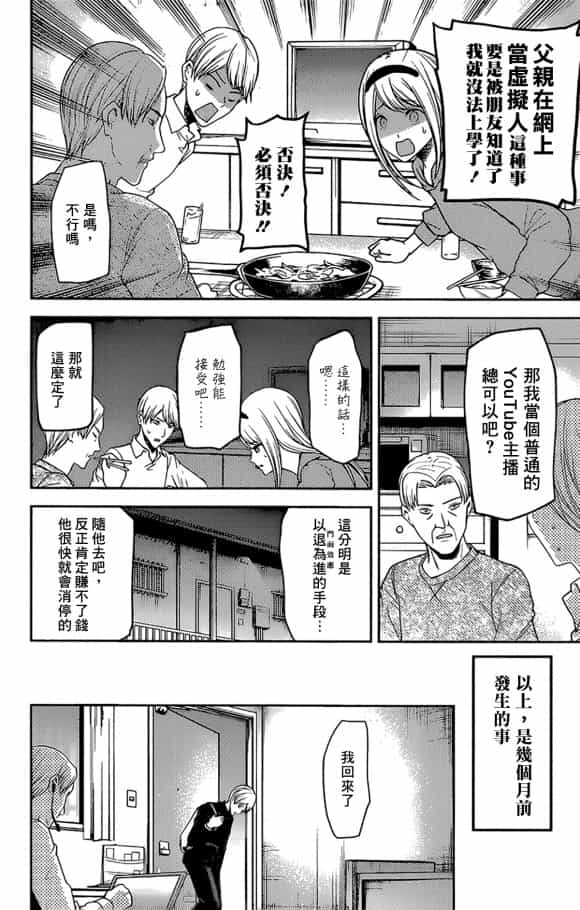 父親在網上
當虛擬人這種事
要是被朋友知道了
我就沒法上學了！
否決！
必須否決！！
是嗎，
不行嗎
那我當個普通的
YouTube主播
總可以吧？
這樣的話
嗯……
勉強能
接受吧……
那就
這麼定了
這分明是
以退為進的手段…
隨他去吧，
反正肯定賺不了錢
他很快就會消停的
以上，是幾個月前
發生的事
我回來了